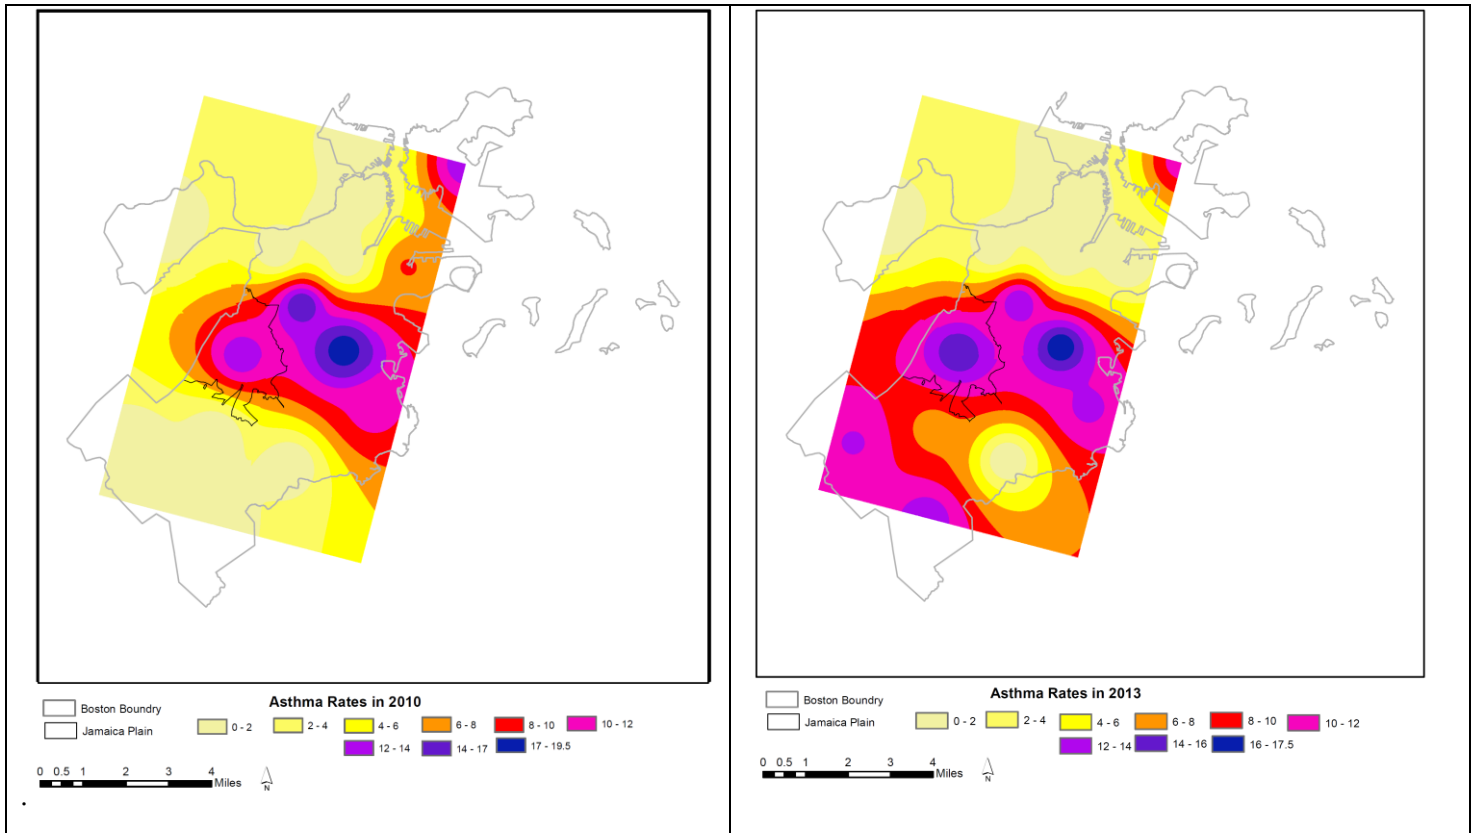 Asthma Rates in 2010
Boston Boundry
Jamaica Plain
0 - 2
2 - 4
4 - 6
6 - 8
8 - 10
10 - 12
12 - 14
14 - 17
17 - 19.5
0 0.5 1 2 3 4
Miles
N
.
Asthma Rates in 2013
Boston Boundry
Jamaica Plain
0 - 2
2 - 4
4 - 6
6 - 8
8 - 10
10 - 12
12 - 14
14 - 16
16 - 17.5
0 0.5 1 2 3 4
Miles
N